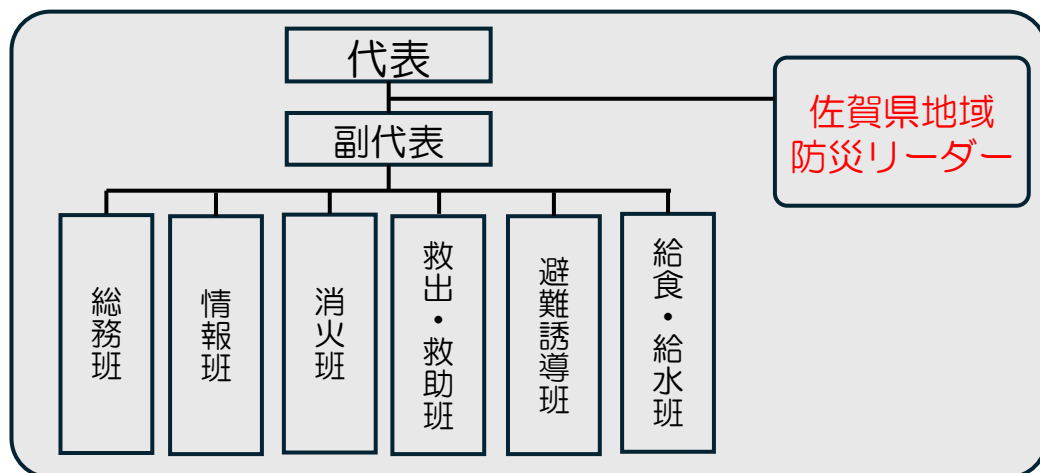 代表
佐賀県地域
防災リーダー
副代表
総務班
情報班
消火班
救出・救助班
避難誘導班
給食・給水班